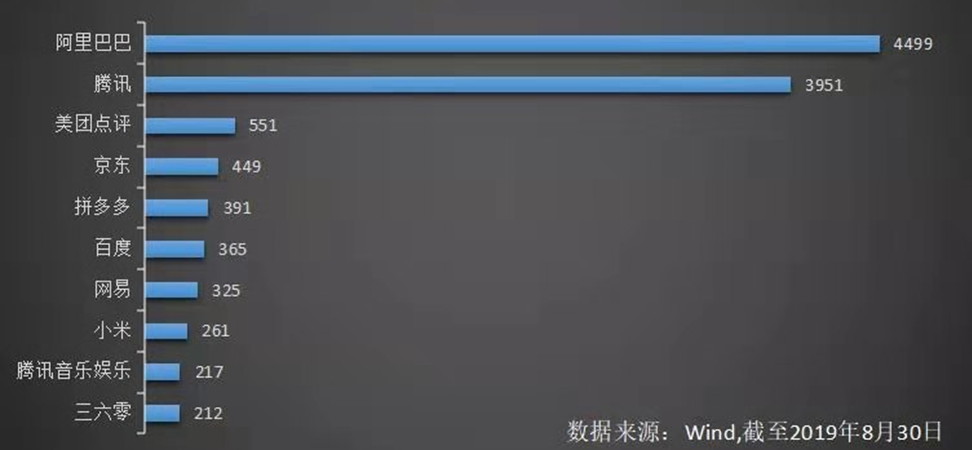 阿里巴巴 4499
腾讯 3951
美团点评 551
京东 449
拼多多 391
百度 365
网易 325
小米 261
腾讯音乐娱乐 217
三六零 212
数据来源：Wind,截至2019年8月30日